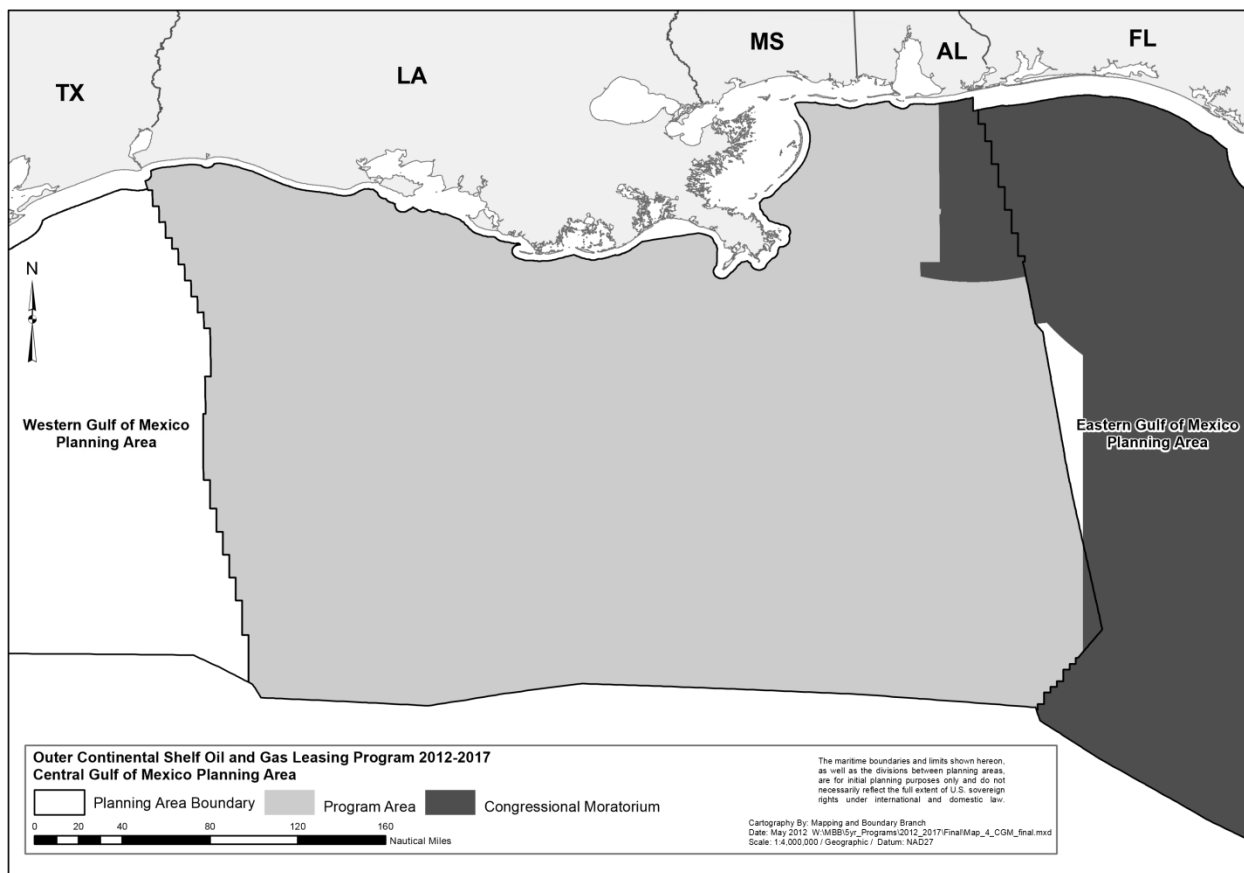 TX
LA
MS
AL
FL
N
Western Gulf of Mexico
Planning Area
Eastern Gulf of Mexico
Planning Area
Outer Continental Shelf Oil and Gas Leasing Program 2012-2017
Central Gulf of Mexico Planning Area
Planning Area Boundary
Program Area
Congressional Moratorium
0 20 40 80 120 160
Nautical Miles
The maritime boundaries and limits shown hereon,
as well as the divisions between planning areas,
are for initial planning purposes only and do not
necessarily reflect the full extent of U.S. sovereign
rights under international and domestic law.
Cartography By: Mapping and Boundary Branch
Date: May 2012 W:\MBB\5yr_Programs\2012_2017\Final\Map_4_CGM_final.mxd
Scale: 1:4,000,000 / Geographic / Datum: NAD27